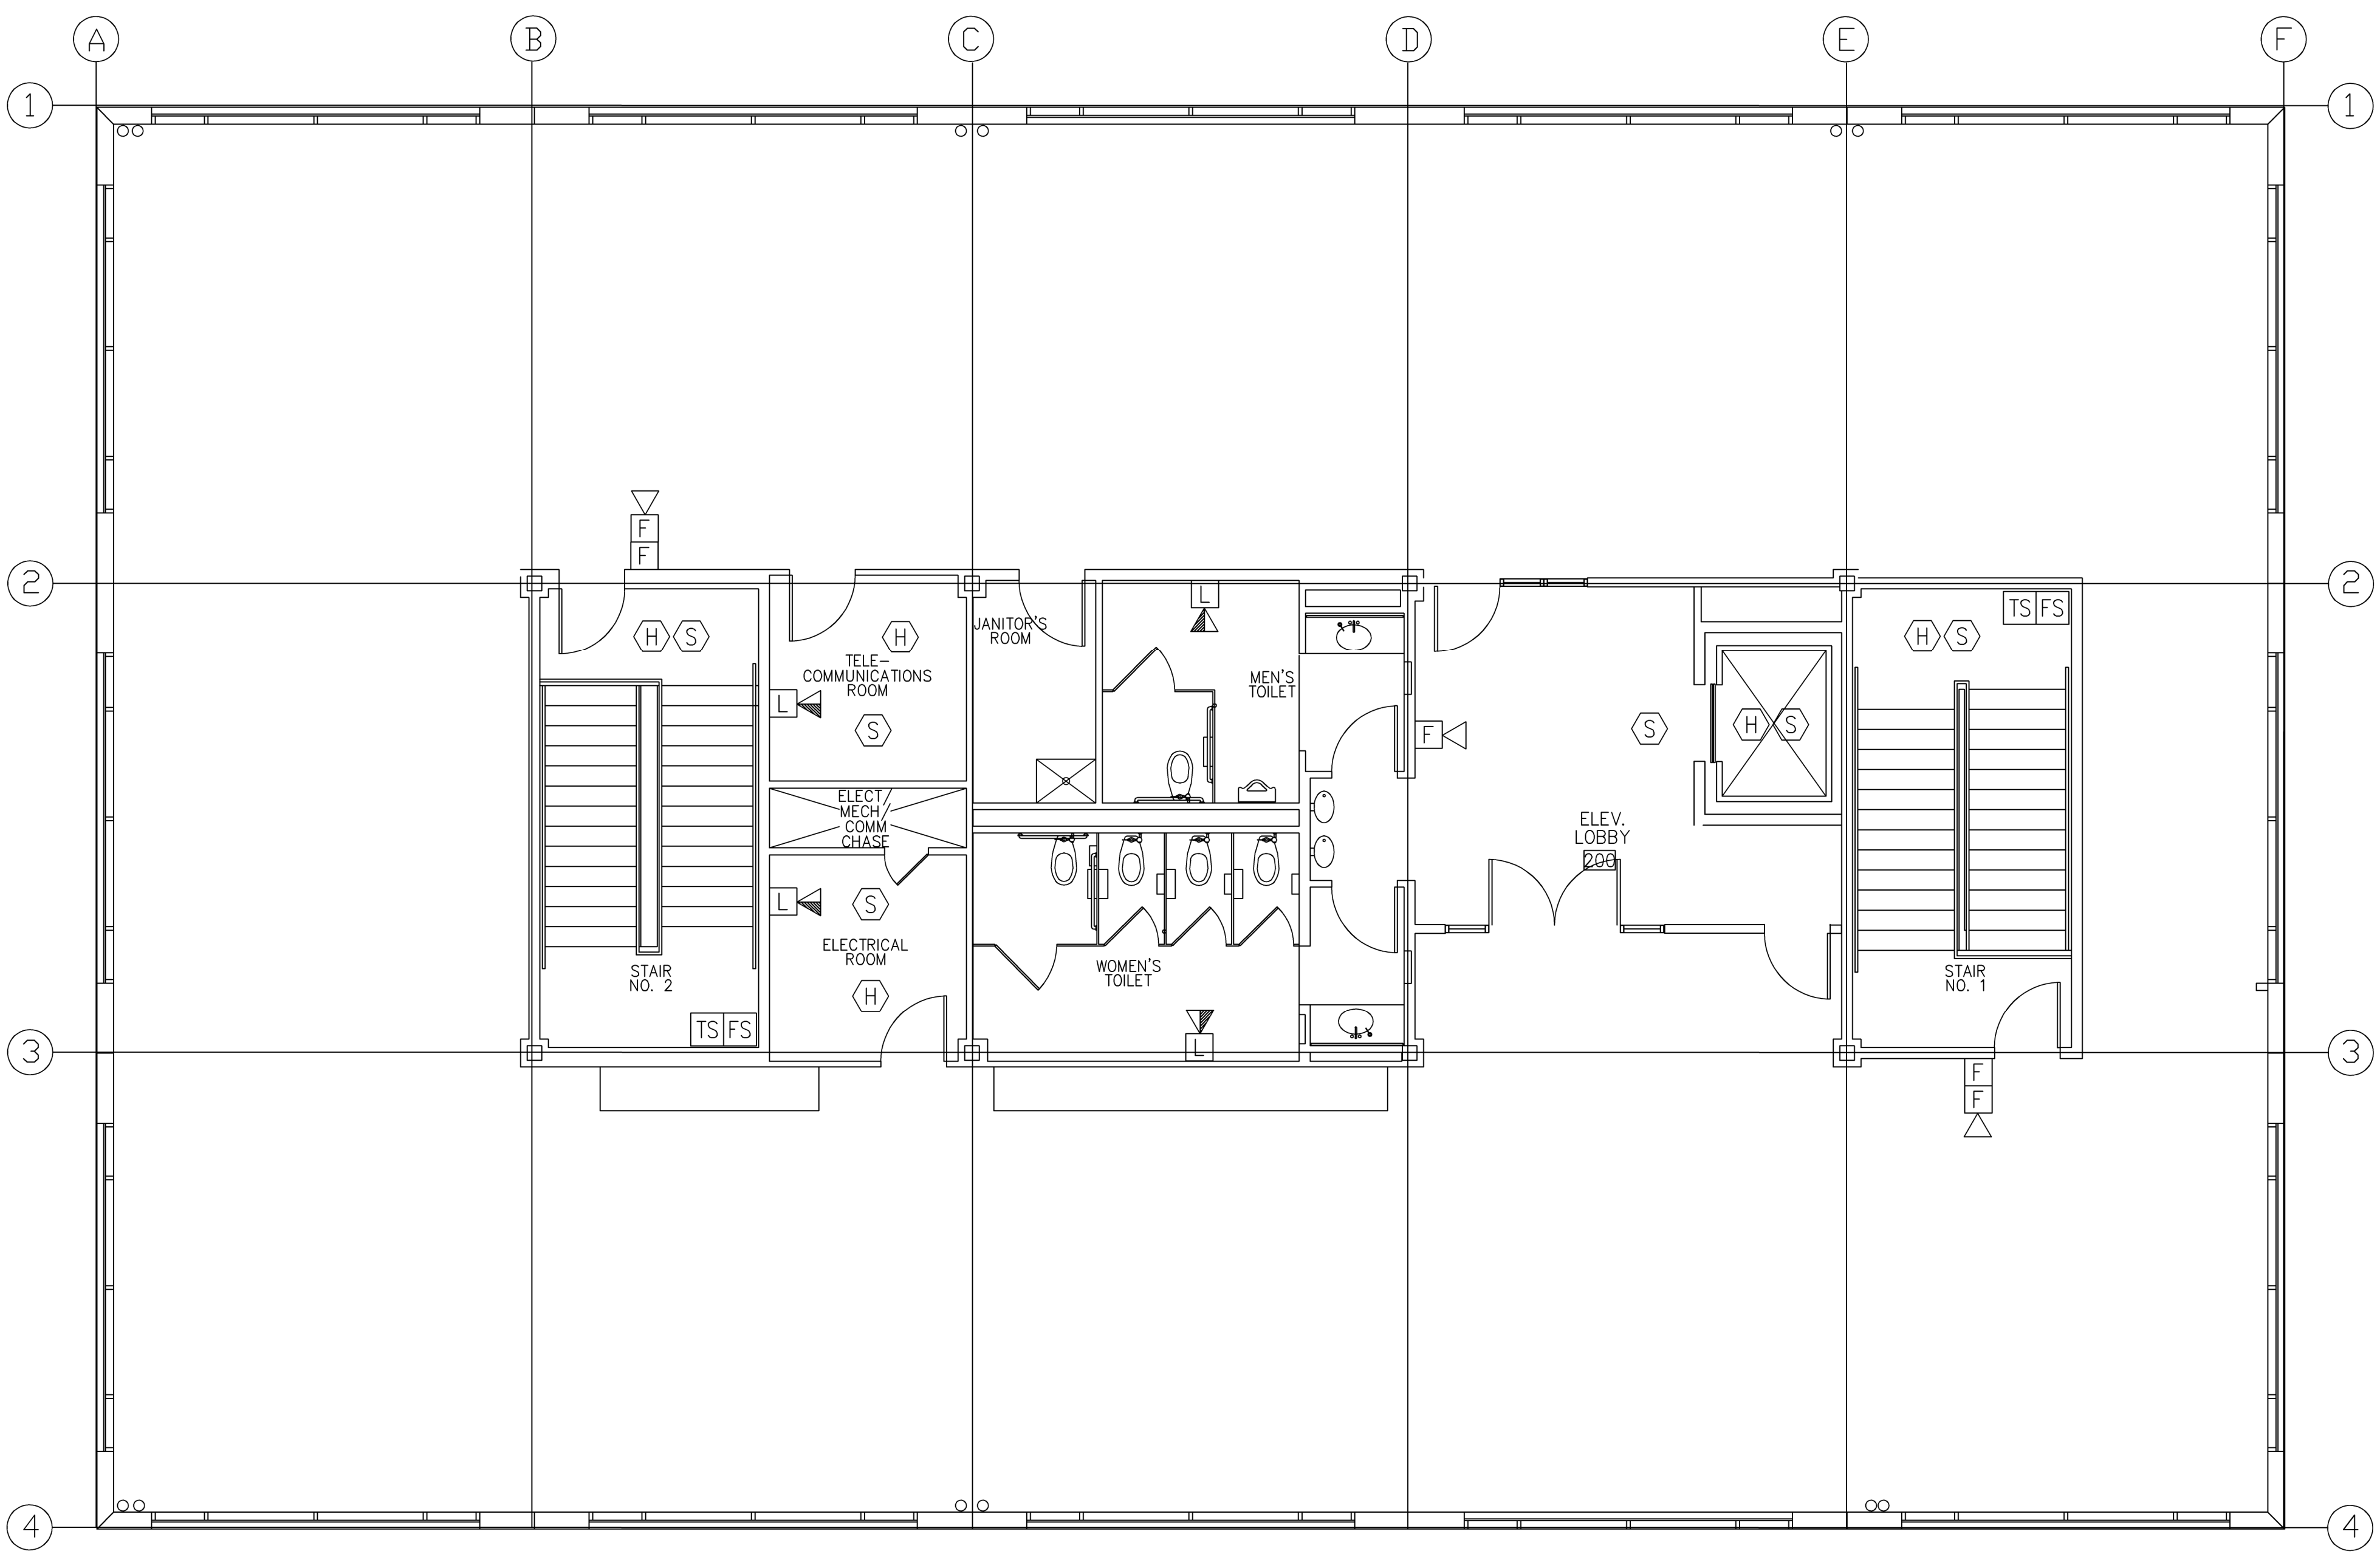 A B C D E F
1 1
F
F
2 2
L
TS FS
H S
H
JANITOR'S
ROOM
H S
TELE-
COMMUNICATIONS
ROOM
MEN'S
TOILET
L
S
F
S
H S
ELECT/
MECH/
COMM
CHASE
ELEV.
LOBBY
200
L
S
ELECTRICAL
ROOM
WOMEN'S
TOILET
STAIR
NO. 2
STAIR
NO. 1
H
TS FS
L
3 3
F
F
4 4